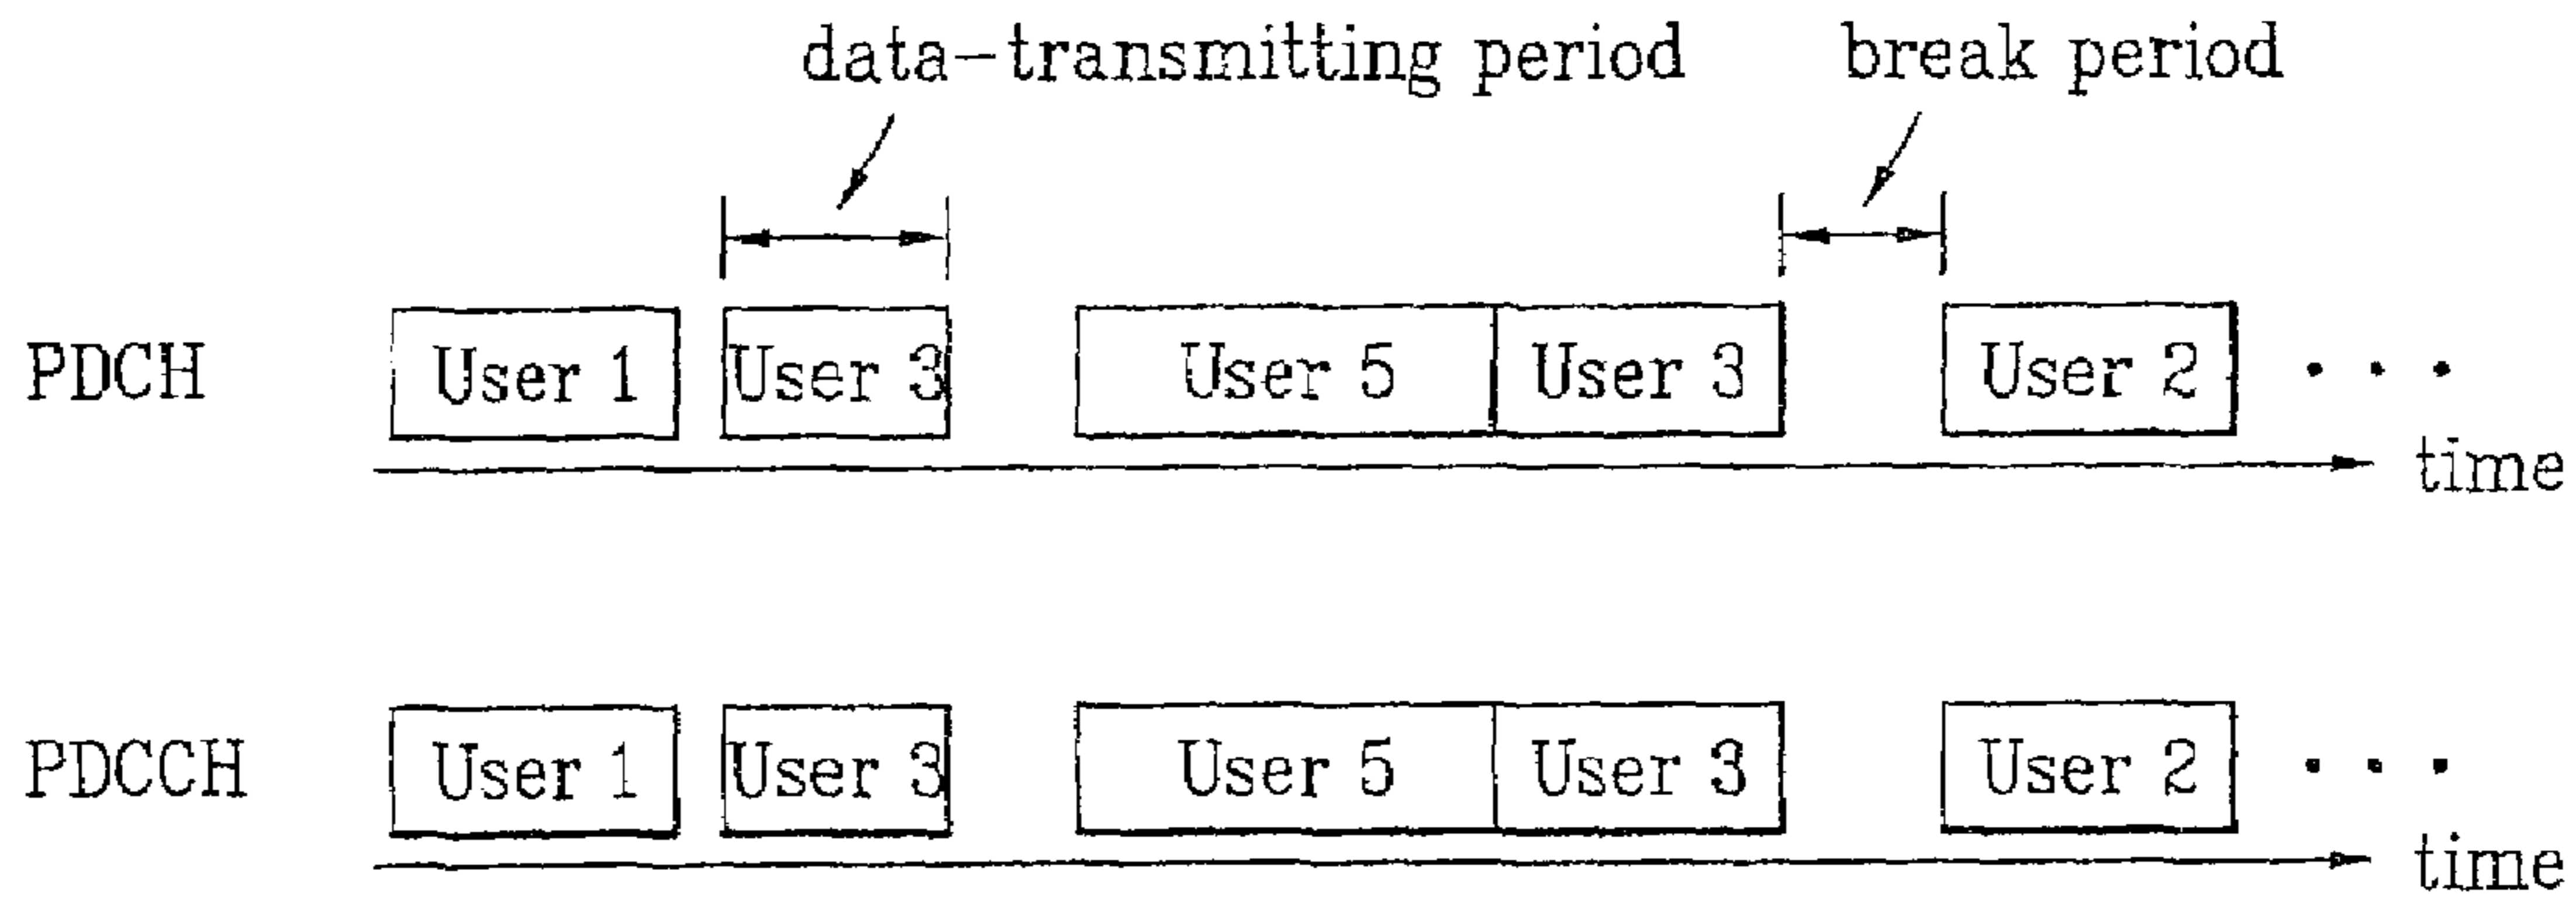 data-transmitting period break period
PDCH User 1 User 3 User 5 User 3 User 2 . . .
time
PDCCH User 1 User 3 User 5 User 3 User 2 . . .
time